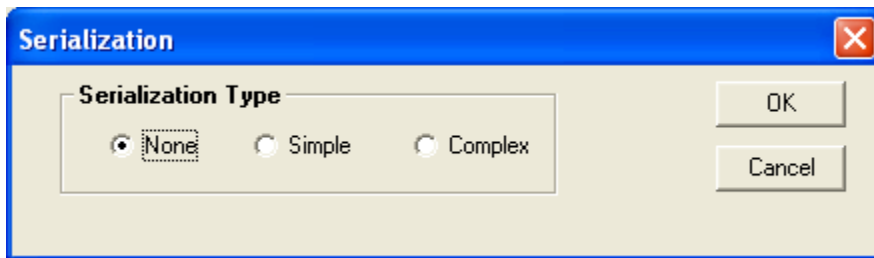 Serialization
Serialization Type
OK
None Simple Complex
Cancel